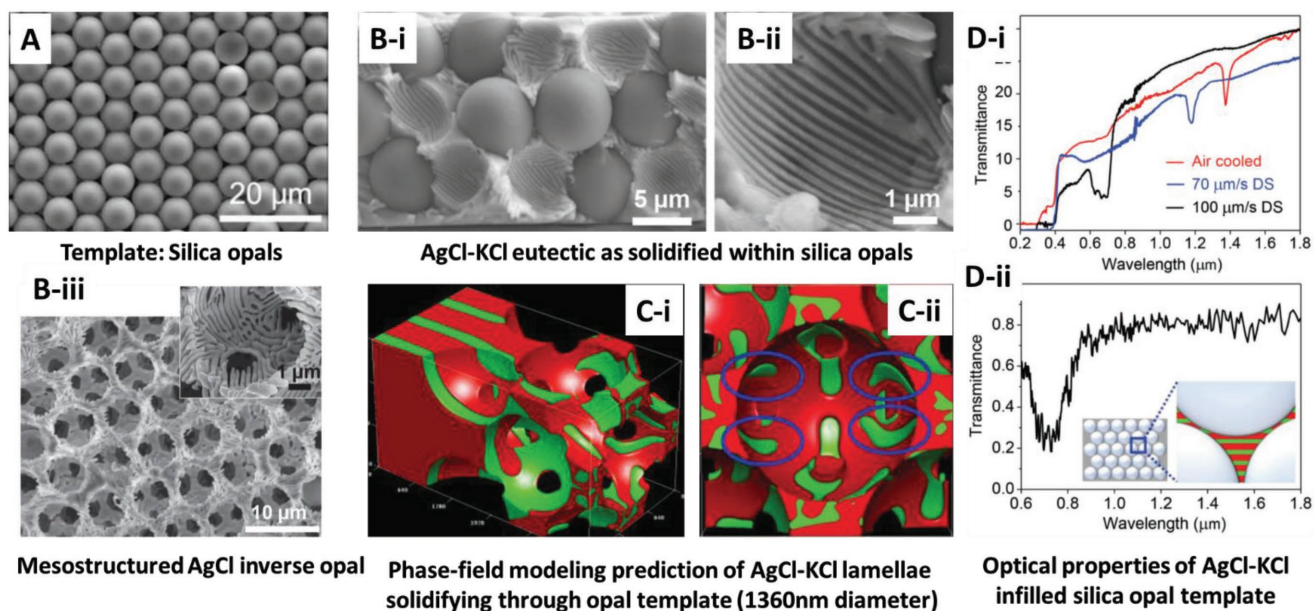 A
20 μm
Template: Silica opals
B-i
5 μm
B-ii
1 μm
AgCl-KCl eutectic as solidified within silica opals
D-i
Transmittance
25
20
15
10
5
0
Air cooled
70 μm/s DS
100 μm/s DS
0.2 0.4 0.6 0.8 1.0 1.2 1.4 1.6 1.8
Wavelength (μm)
B-iii
1 μm
10 μm
Mesostructured AgCl inverse opal
C-i
C-ii
Phase-field modeling prediction of AgCl-KCl lamellae
solidifying through opal template (1360nm diameter)
D-ii
Transmittance
0.8
0.6
0.4
0.2
0.0
0.6 0.8 1.0 1.2 1.4 1.6 1.8
Wavelength (μm)
Optical properties of AgCl-KCl
infilled silica opal template